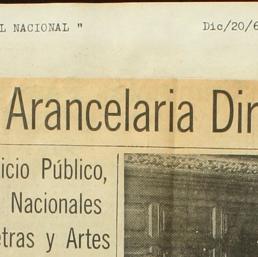 L NACIONAL " Dic/20/6
Arancelaria Dir
icio Público,
Nacionales
etras y Artes